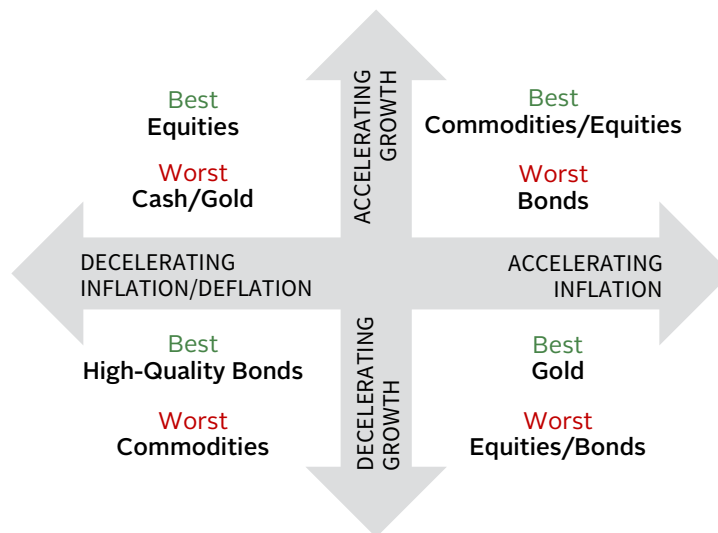 Best
Equities
Worst
Cash/Gold
ACCELERATING
GROWTH
Best
Commodities/Equities
Worst
Bonds
DECELERATING
INFLATION/DEFLATION
ACCELERATING
INFLATION
Best
High-Quality Bonds
Worst
Commodities
DECELERATING
GROWTH
Best
Gold
Worst
Equities/Bonds